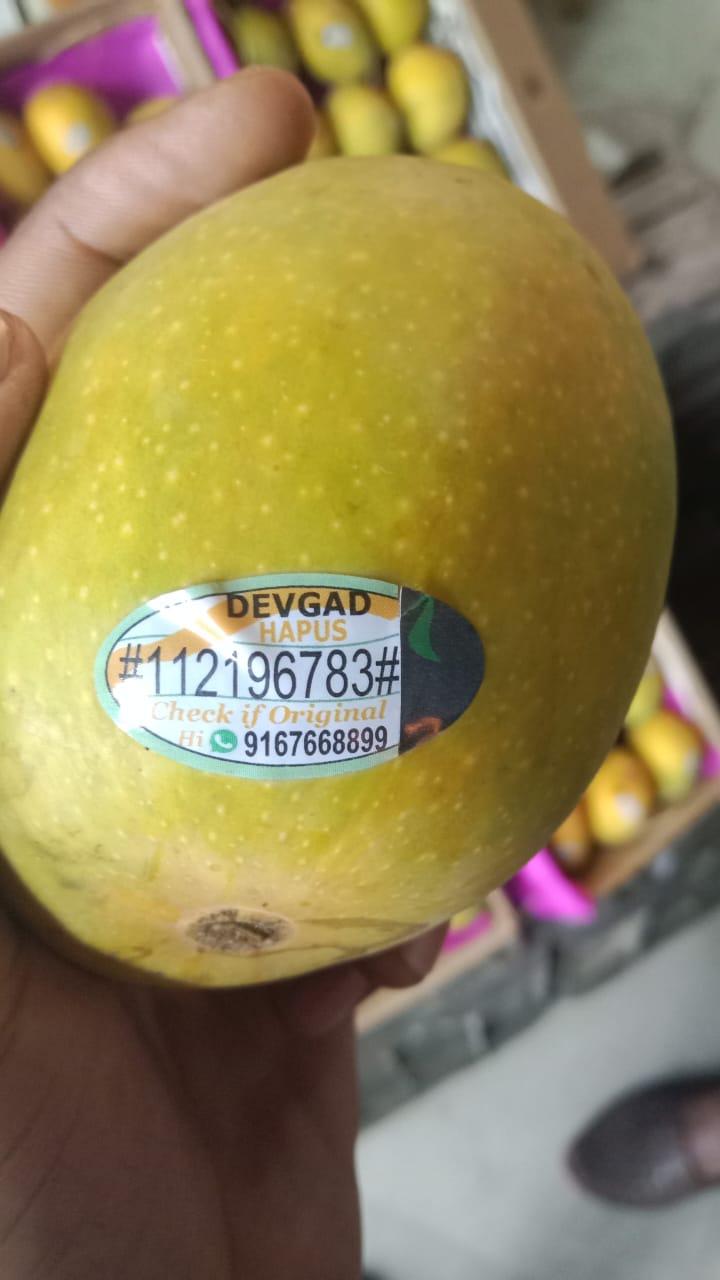 DEVGAD
HAPUS
#112196783#
Check if Original
Hi 9167668899